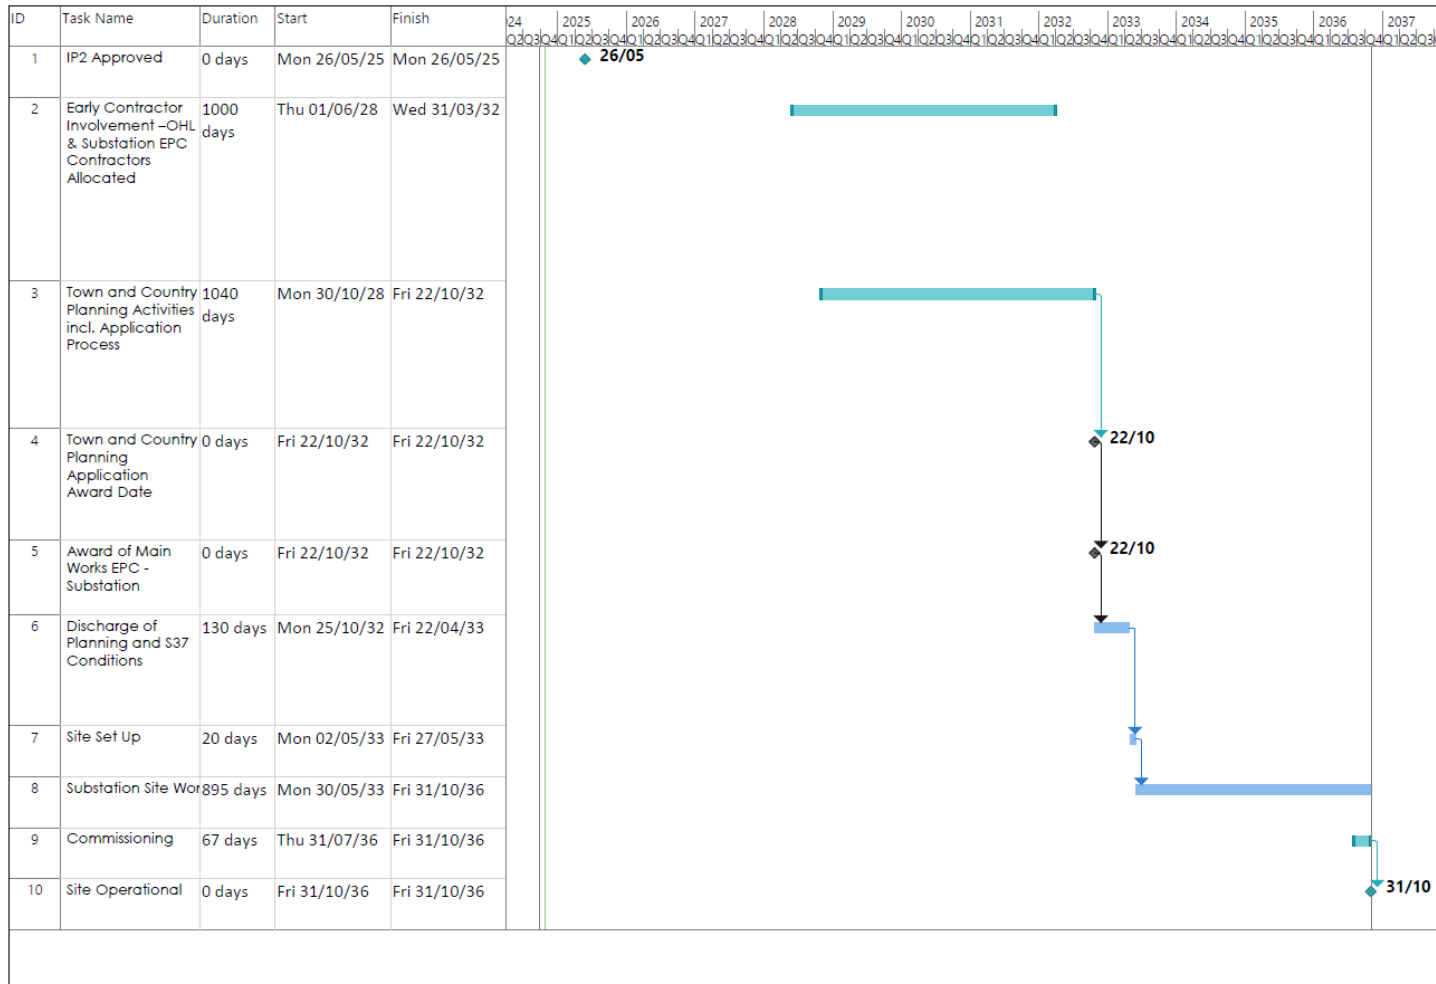 ID Task Name Duration Start Finish 24 2025 2026 2027 2028 2029 2030 2031 2032 2033 2034 2035 2036 2037
Q2Q3Q4Q1Q2Q3Q4Q1Q2Q3Q4Q1Q2Q3Q4Q1Q2Q3Q4Q1Q2Q3Q4Q1Q2Q3Q4Q1Q2Q3Q4Q1Q2Q3Q4Q1Q2Q3Q4Q1Q2Q3Q4Q1Q2Q3Q4Q1Q2Q3Q4Q1Q2Q3
1 IP2 Approved 0 days Mon 26/05/25 Mon 26/05/25 26/05
2 Early Contractor 1000 Thu 01/06/28 Wed 31/03/32
Involvement –OHL days
& Substation EPC
Contractors
Allocated
3 Town and Country 1040 Mon 30/10/28 Fri 22/10/32
Planning Activities days
incl. Application
Process
4 Town and Country 0 days Fri 22/10/32 Fri 22/10/32 22/10
Planning
Application
Award Date
5 Award of Main 0 days Fri 22/10/32 Fri 22/10/32 22/10
Works EPC -
Substation
6 Discharge of 130 days Mon 25/10/32 Fri 22/04/33
Planning and S37
Conditions
7 Site Set Up 20 days Mon 02/05/33 Fri 27/05/33
8 Substation Site Wor 895 days Mon 30/05/33 Fri 31/10/36
9 Commissioning 67 days Thu 31/07/36 Fri 31/10/36
10 Site Operational 0 days Fri 31/10/36 Fri 31/10/36 31/10